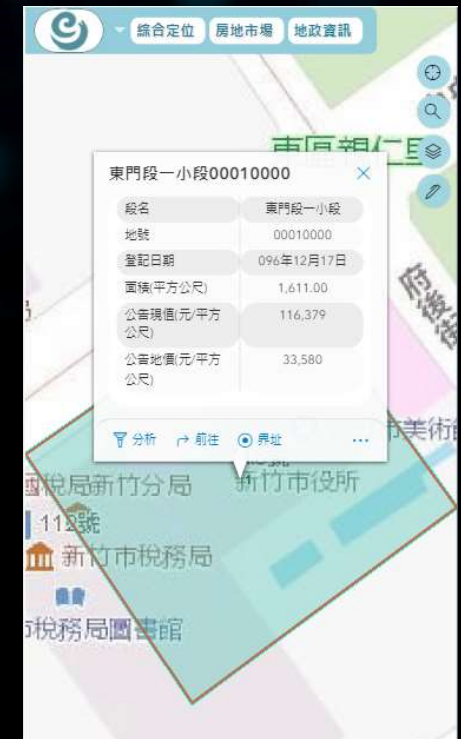 綜合定位 房地市場 地政資訊
東區親仁里
東門段一小段00010000
段名 東門段一小段
地號 00010000
登記日期 096年12月17日
面積(平方公尺) 1,611.00
公告現值(元/平方
公尺) 116,379
公告地價(元/平方
公尺) 33,580
府後街
分析 前往 界址 ...
市美術館
國稅局新竹分局 新竹市役所
112號
新竹市稅務局
市稅務局圖書館